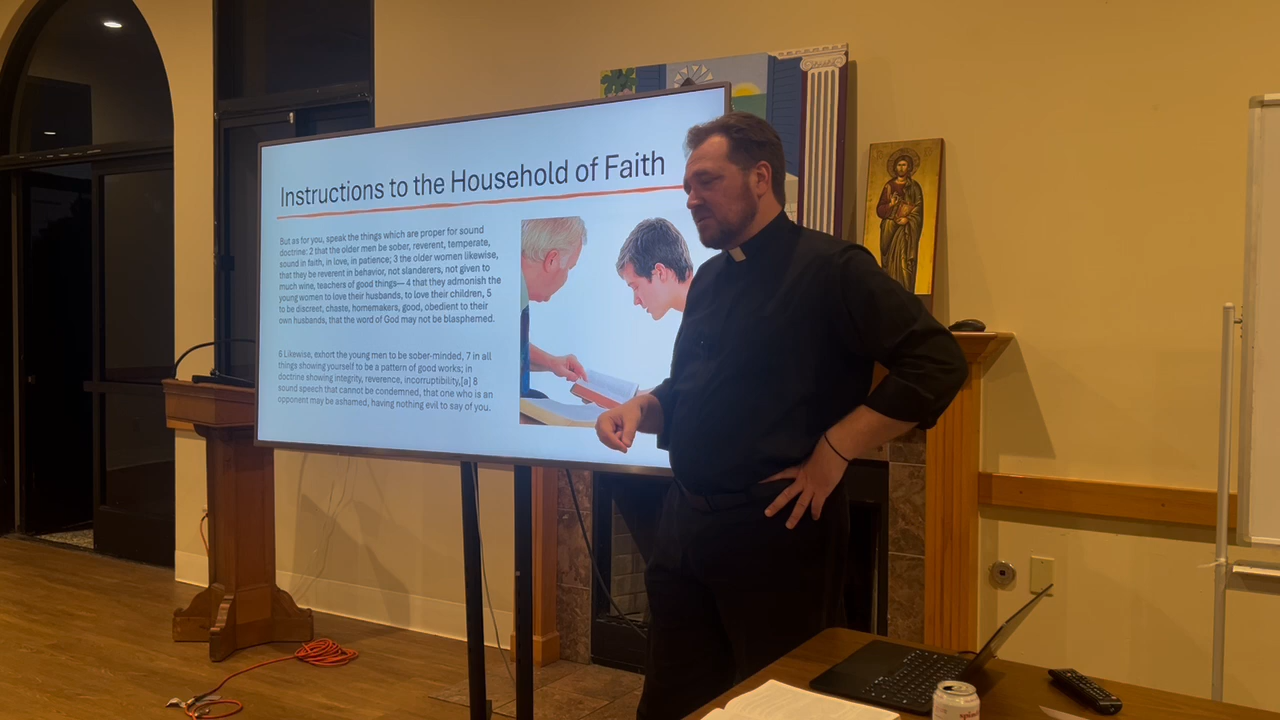 Instructions to the Household of Faith
But as for you, speak the things which are proper for sound
doctrine: 2 that the older men be sober, reverent, temperate,
sound in faith, in love, in patience; 3 the older women likewise,
that they be reverent in behavior, not slanderers, not given to
much wine, teachers of good things— 4 that they admonish the
young women to love their husbands, to love their children, 5
to be discreet, chaste, homemakers, good, obedient to their
own husbands, that the word of God may not be blasphemed.
6 Likewise, exhort the young men to be sober-minded, 7 in all
things showing yourself to be a pattern of good works; in
doctrine showing integrity, reverence, incorruptibility,[a] 8
sound speech that cannot be condemned, that one who is an
opponent may be ashamed, having nothing evil to say of you.